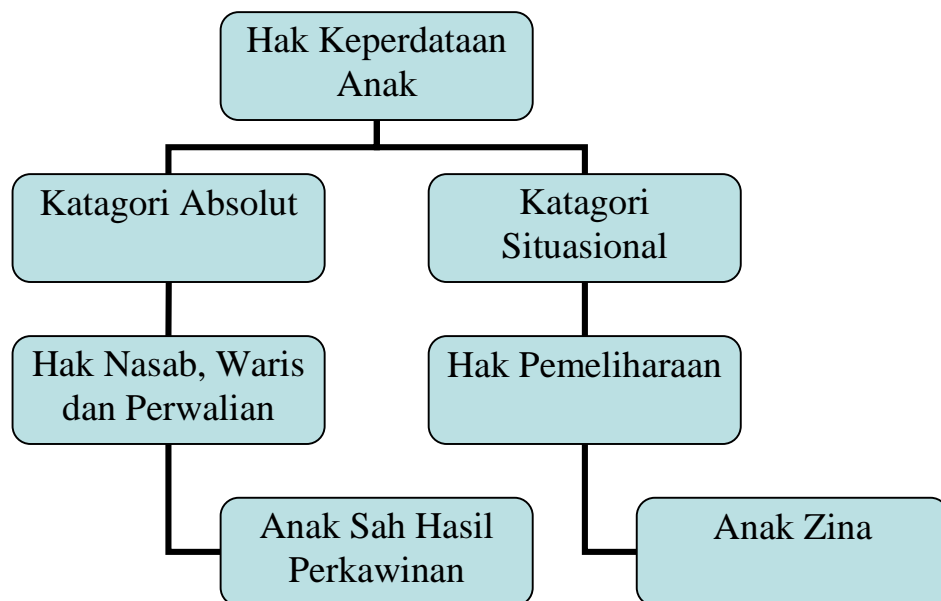 Hak Keperdataan
Anak
Katagori Absolut
Katagori
Situasional
Hak Nasab, Waris
dan Perwalian
Hak Pemeliharaan
Anak Sah Hasil
Perkawinan
Anak Zina